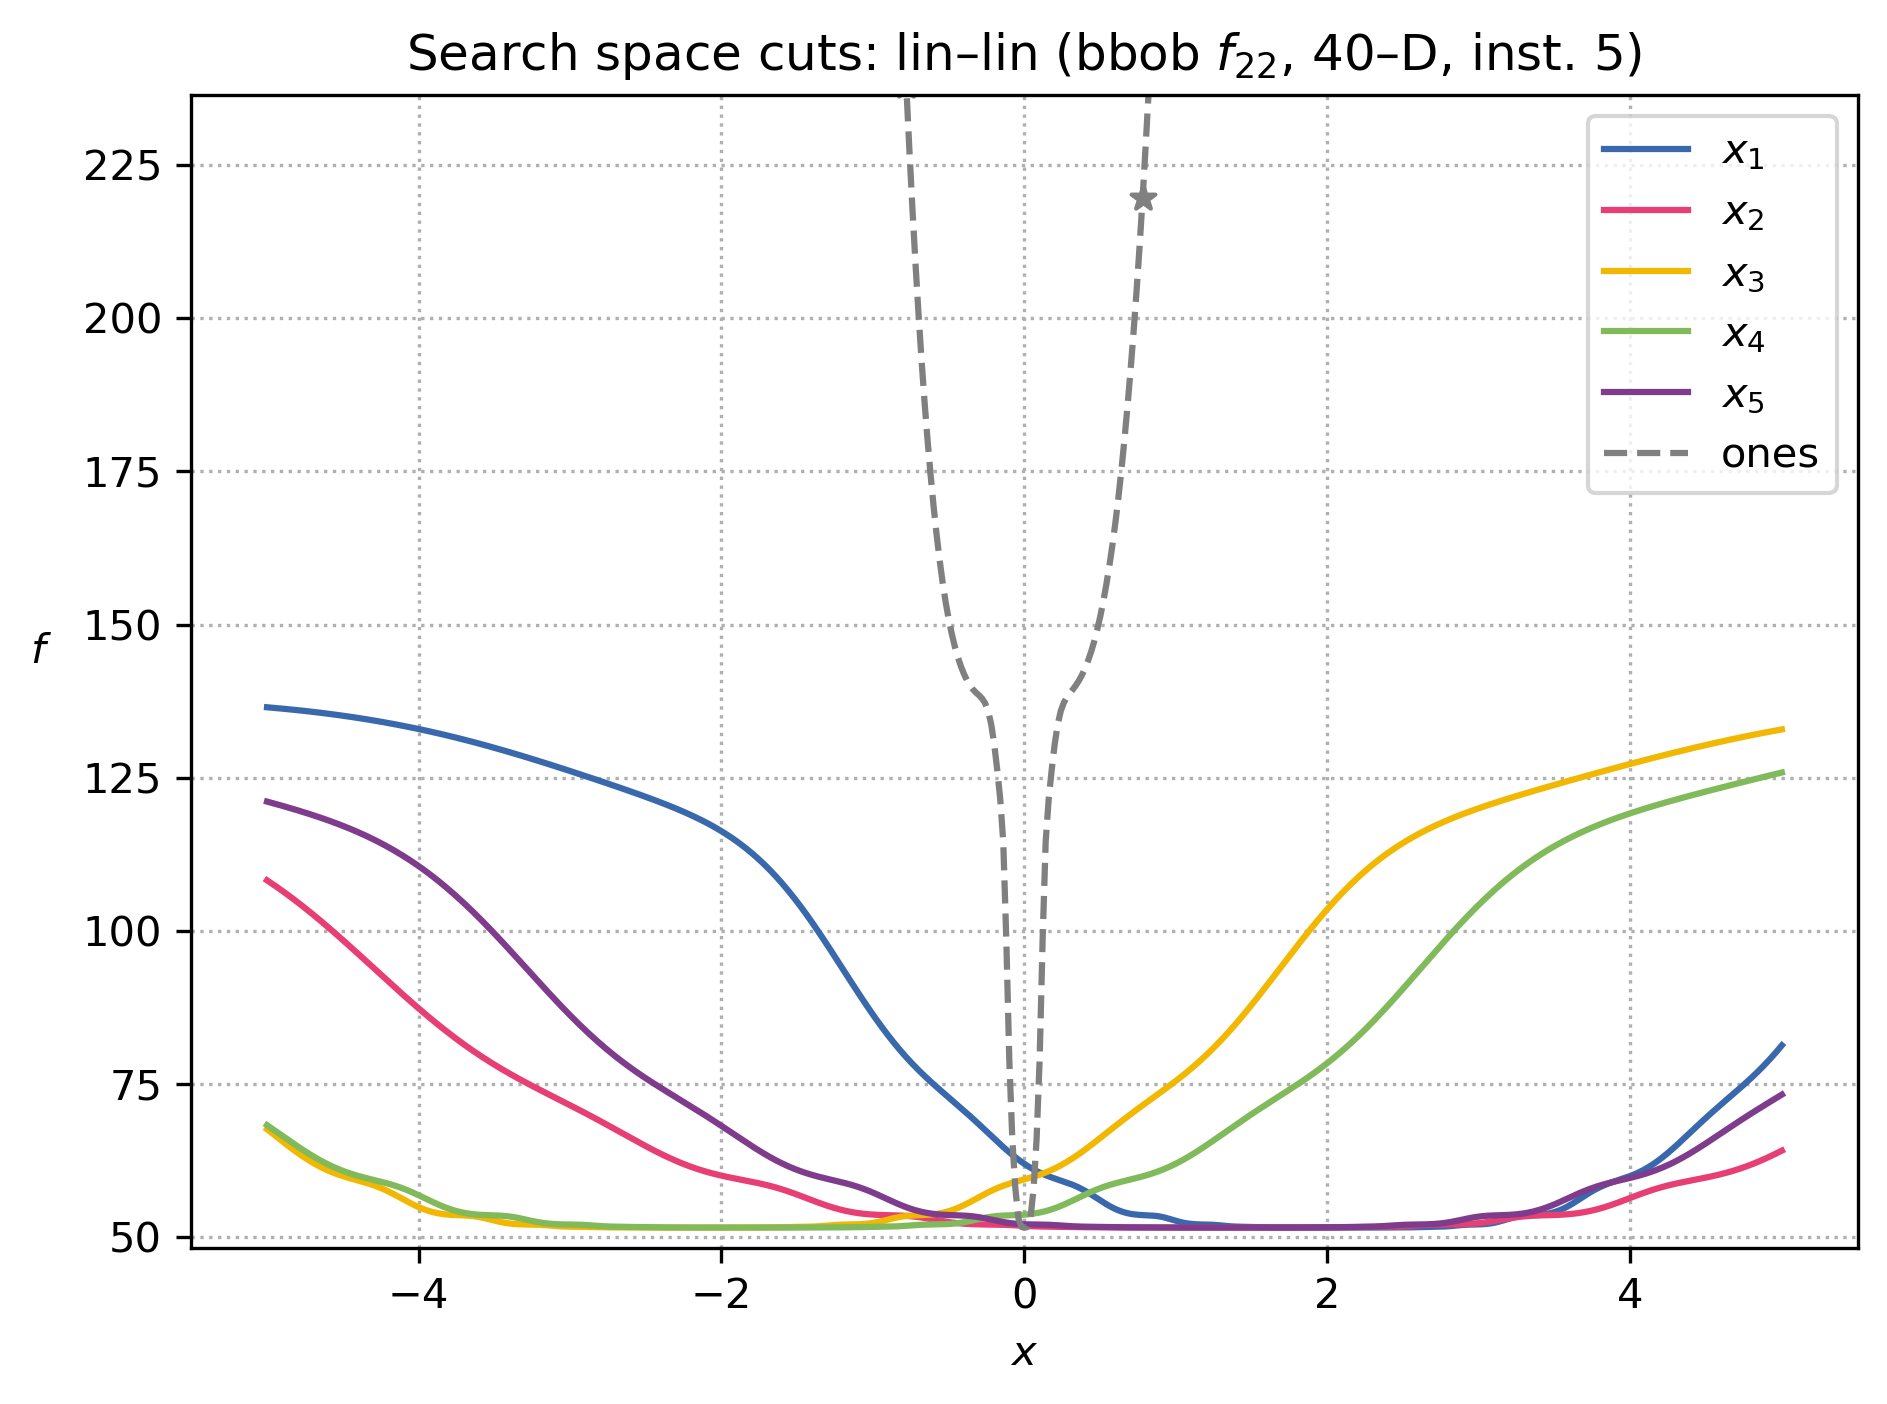 Search space cuts: lin–lin (bbob f₂₂, 40–D, inst. 5)
225
200
175
150
125
100
75
50
f
−4
−2
0
2
4
x
x₁
x₂
x₃
x₄
x₅
ones